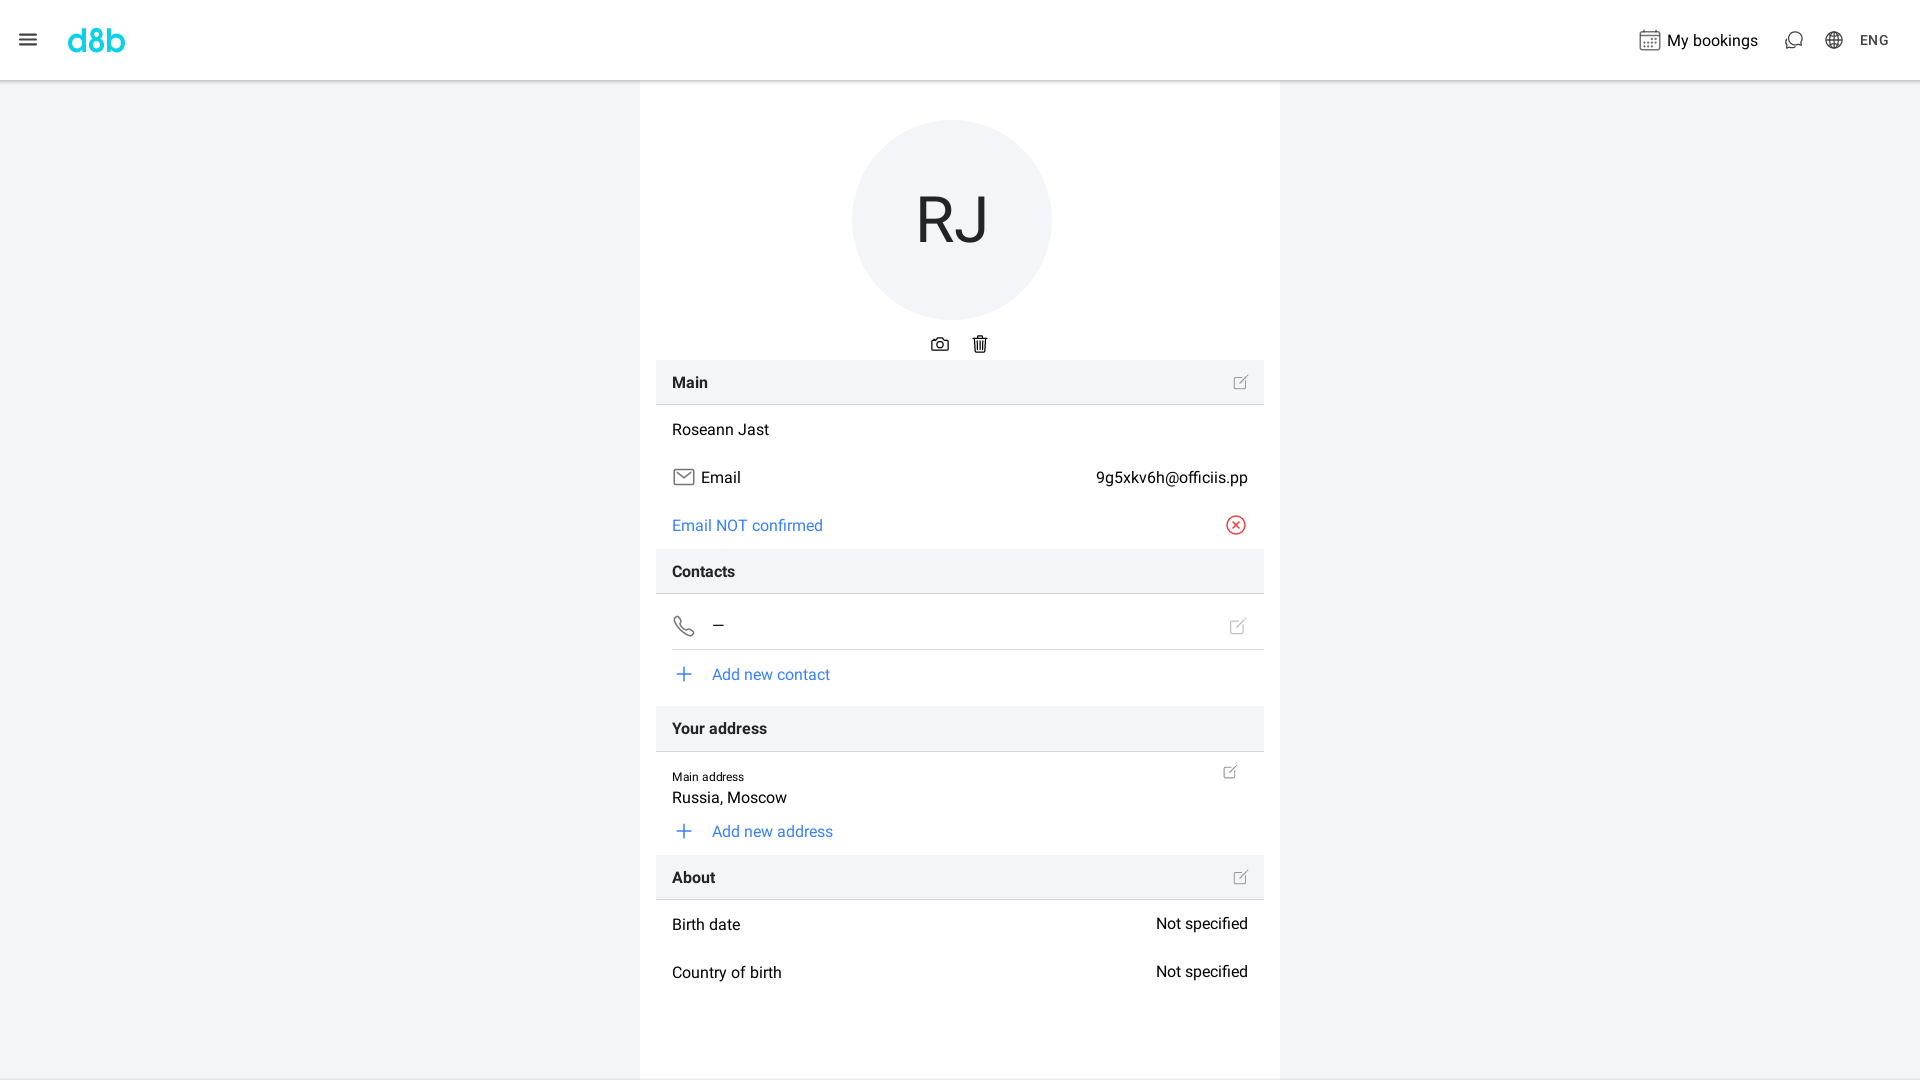 d8b
My bookings
ENG
RJ
Main
Roseann Jast
Email
9g5xkv6h@officiis.pp
Email NOT confirmed
Contacts
—
Add new contact
Your address
Main address
Russia, Moscow
Add new address
About
Birth date
Not specified
Country of birth
Not specified